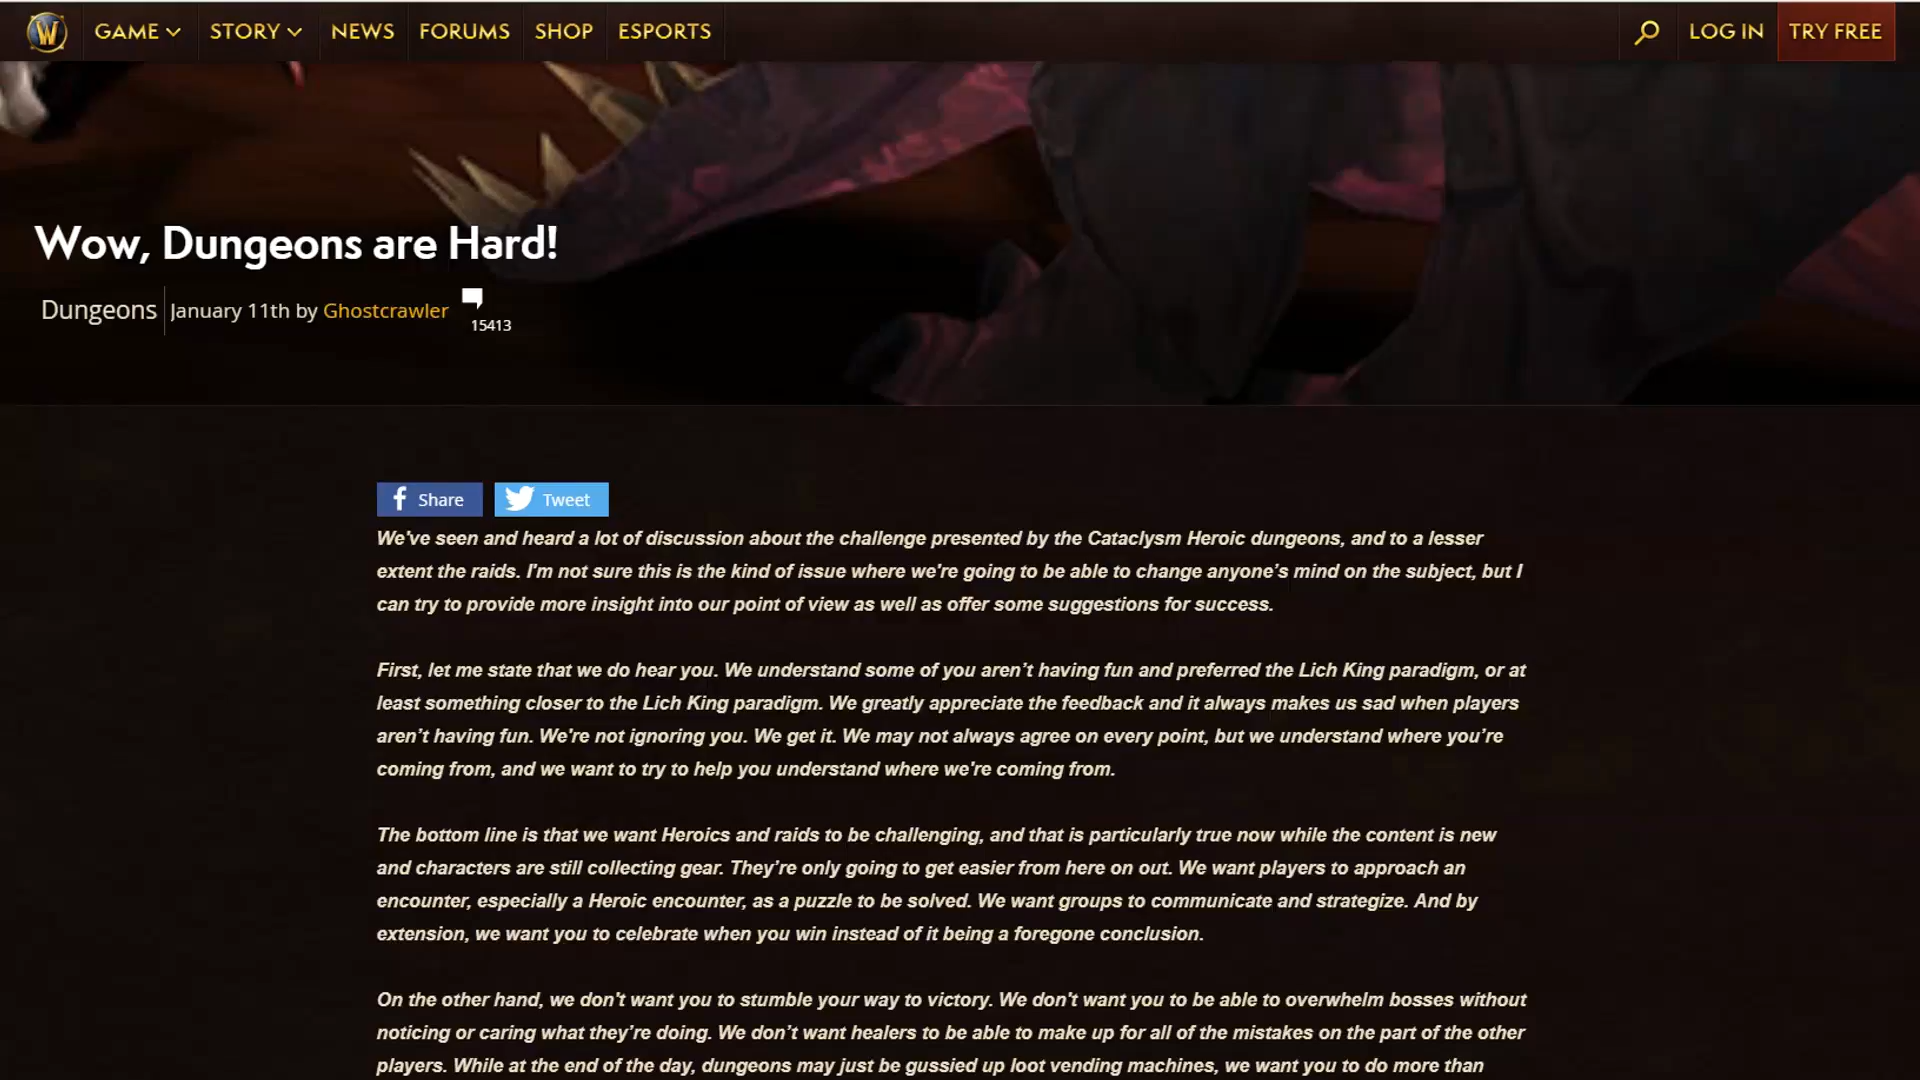 W GAME STORY NEWS FORUMS SHOP ESPORTS LOG IN TRY FREE
Wow, Dungeons are Hard!
Dungeons January 11th by Ghostcrawler 15413
Share Tweet
We've seen and heard a lot of discussion about the challenge presented by the Cataclysm Heroic dungeons, and to a lesser
extent the raids. I'm not sure this is the kind of issue where we're going to be able to change anyone’s mind on the subject, but I
can try to provide more insight into our point of view as well as offer some suggestions for success.
First, let me state that we do hear you. We understand some of you aren’t having fun and preferred the Lich King paradigm, or at
least something closer to the Lich King paradigm. We greatly appreciate the feedback and it always makes us sad when players
aren’t having fun. We're not ignoring you. We get it. We may not always agree on every point, but we understand where you’re
coming from, and we want to try to help you understand where we're coming from.
The bottom line is that we want Heroics and raids to be challenging, and that is particularly true now while the content is new
and characters are still collecting gear. They’re only going to get easier from here on out. We want players to approach an
encounter, especially a Heroic encounter, as a puzzle to be solved. We want groups to communicate and strategize. And by
extension, we want you to celebrate when you win instead of it being a foregone conclusion.
On the other hand, we don't want you to stumble your way to victory. We don't want you to be able to overwhelm bosses without
noticing or caring what they’re doing. We don’t want healers to be able to make up for all of the mistakes on the part of the other
players. While at the end of the day, dungeons may just be gussied up loot vending machines, we want you to do more than